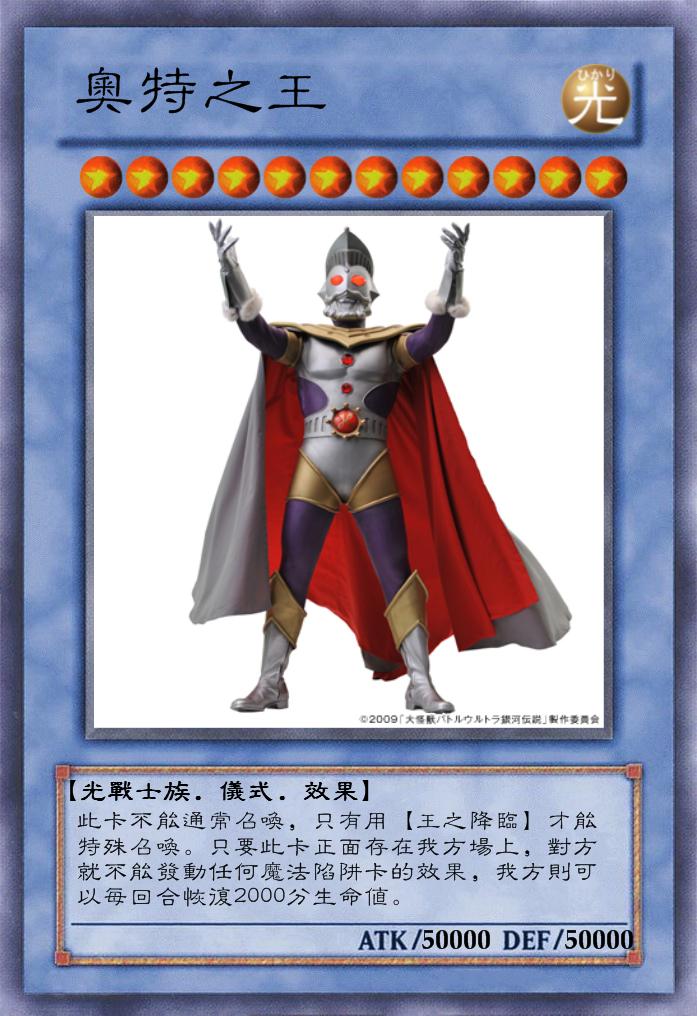 奧特之王
ひかり
光
©2009「大怪獣バトルウルトラ銀河伝説」製作委員会
【光戰士族．儀式．效果】
此卡不能通常召喚，只有用【王之降臨】才能
特殊召喚。只要此卡正面存在我方場上，對方
就不能發動任何魔法陷阱卡的效果，我方則可
以每回合恢復2000分生命值。
ATK/50000 DEF/50000